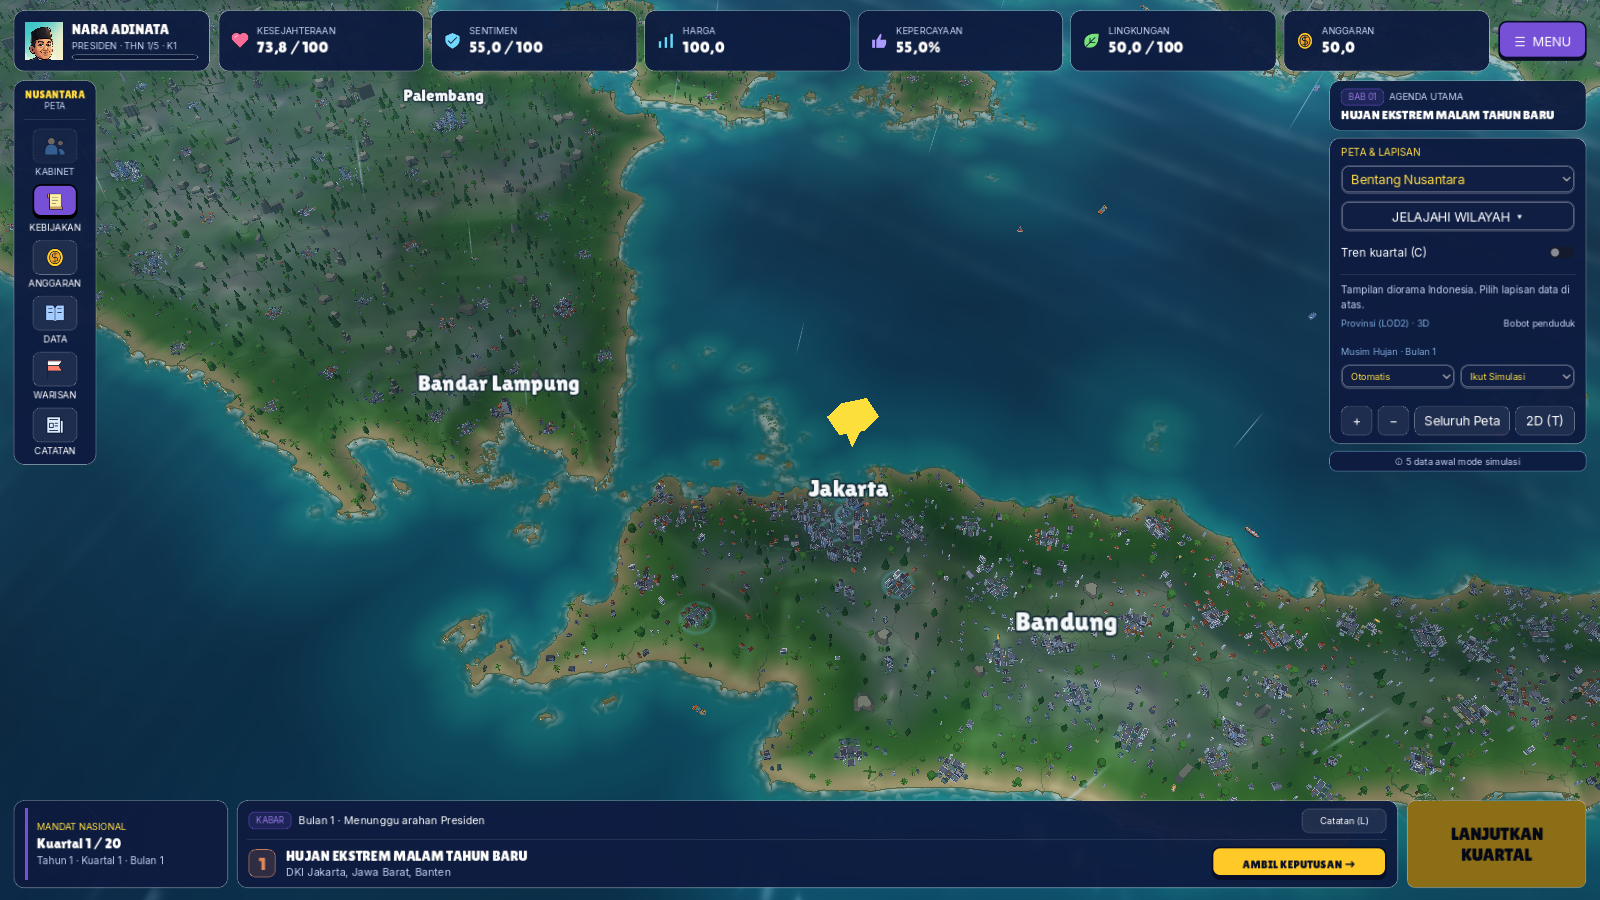 NARA ADINATA
PRESIDEN · THN 1/5 · K1
KESEJAHTERAAN
73,8 / 100
SENTIMEN
55,0 / 100
HARGA
100,0
KEPERCAYAAN
55,0%
LINGKUNGAN
50,0 / 100
ANGGARAN
50,0
☰ MENU
NUSANTARA
PETA
KABINET
KEBIJAKAN
ANGGARAN
DATA
WARISAN
CATATAN
Palembang
Bandar Lampung
Jakarta
Bandung
BAB 01 AGENDA UTAMA
HUJAN EKSTREM MALAM TAHUN BARU
PETA & LAPISAN
Bentang Nusantara
JELAJAHI WILAYAH ▾
Tren kuartal (C)
Tampilan diorama Indonesia. Pilih lapisan data di
atas.
Provinsi (LOD2) · 3D Bobot penduduk
Musim Hujan · Bulan 1
Otomatis Ikut Simulasi
+ − Seluruh Peta 2D (T)
5 data awal mode simulasi
MANDAT NASIONAL
Kuartal 1 / 20
Tahun 1 · Kuartal 1 · Bulan 1
KABAR Bulan 1 · Menunggu arahan Presiden
Catatan (L)
1 HUJAN EKSTREM MALAM TAHUN BARU
DKI Jakarta, Jawa Barat, Banten
AMBIL KEPUTUSAN →
LANJUTKAN
KUARTAL